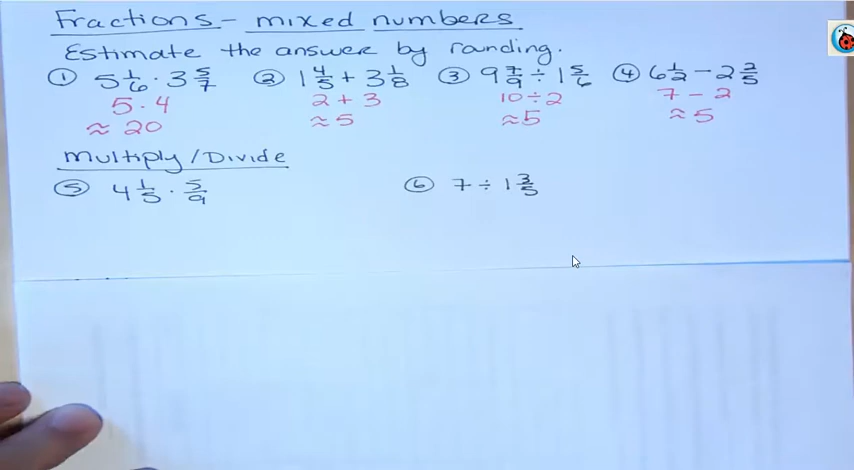 Fractions - mixed numbers
Estimate the answer by rounding.
① 5 1/6 · 3 5/7 ② 1 4/5 + 3 1/8 ③ 9 7/9 ÷ 1 5/6 ④ 6 1/2 - 2 2/5
5 · 4 2 + 3 10 ÷ 2 7 - 2
≈ 20 ≈ 5 ≈ 5 ≈ 5
Multiply/Divide
⑤ 4 1/5 · 5/9 ⑥ 7 ÷ 1 3/5